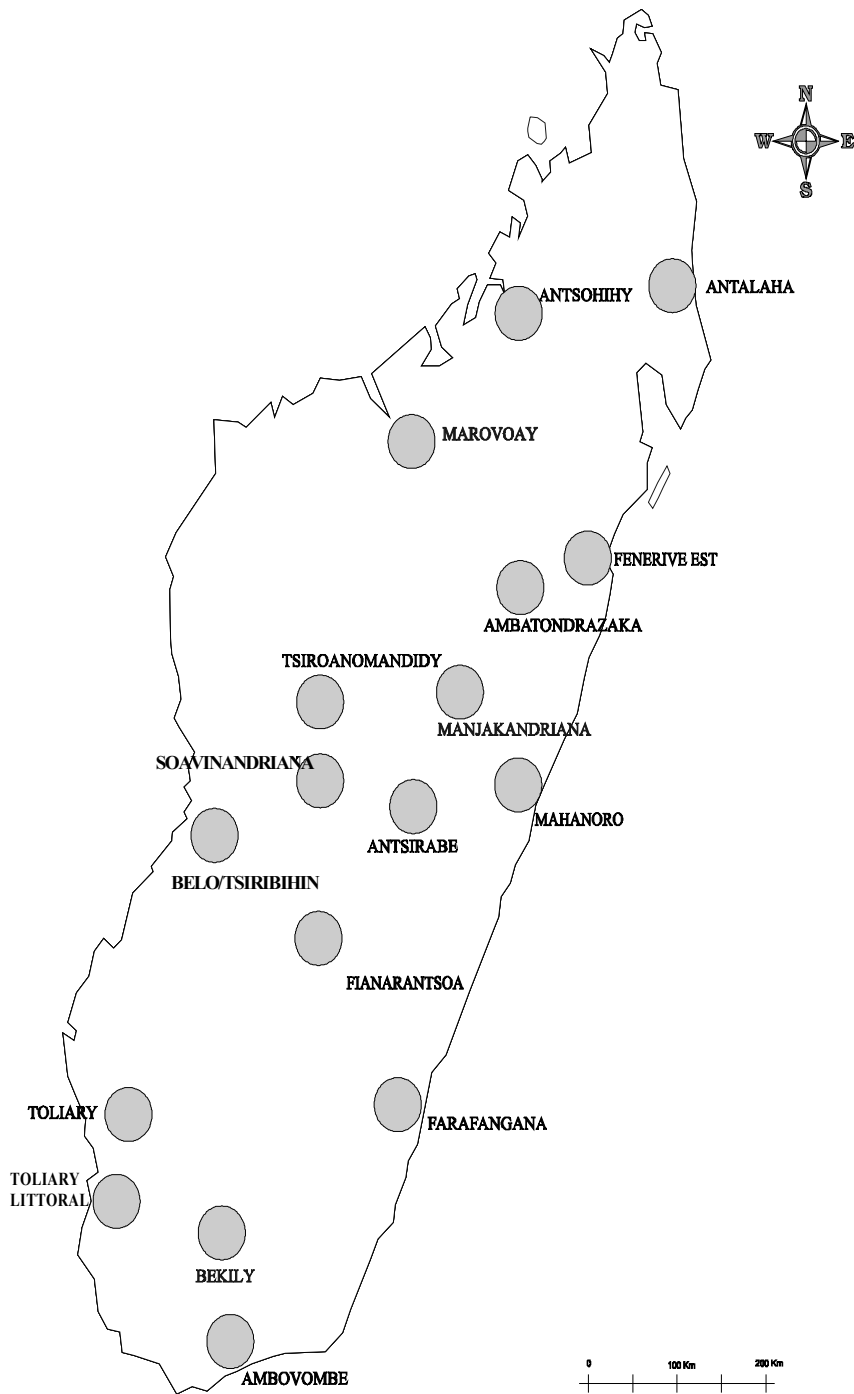 N
W E
S
ANTSOHIHY
ANTALAHA
MAROVOAY
FENERIVE EST
AMBATONDRAZAKA
TSIROANOMANDIDY
MANJAKANDRIANA
SOAVINANDRIANA
MAHANORO
ANTSIRABE
BELO/TSIRIBIHIN
FIANARANTSOA
TOLIARY
FARAFANGANA
TOLIARY
LITTORAL
BEKILY
AMBOVOMBE
0 100 Km 200 Km